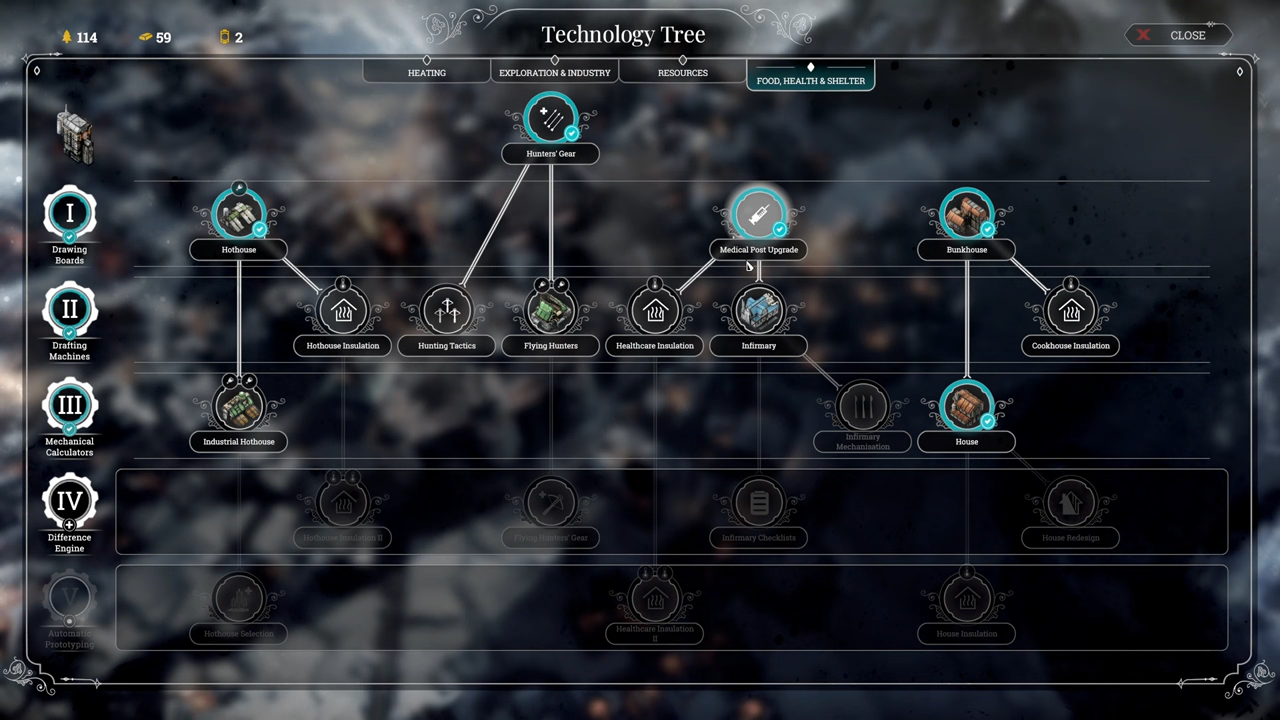 114 59 2
Technology Tree
CLOSE
HEATING
EXPLORATION & INDUSTRY
RESOURCES
FOOD, HEALTH & SHELTER
Hunters' Gear
I
Drawing
Boards
Hothouse
Medical Post Upgrade
Bunkhouse
II
Drafting
Machines
Hothouse Insulation
Hunting Tactics
Flying Hunters
Healthcare Insulation
Infirmary
Cookhouse Insulation
III
Mechanical
Calculators
Industrial Hothouse
Infirmary
Mechanisation
House
IV
Difference
Engine
Hothouse Insulation II
Flying Hunters' Gear
Infirmary Checklists
House Redesign
V
Automatic
Prototyping
Hothouse Selection
Healthcare Insulation
II
House Insulation